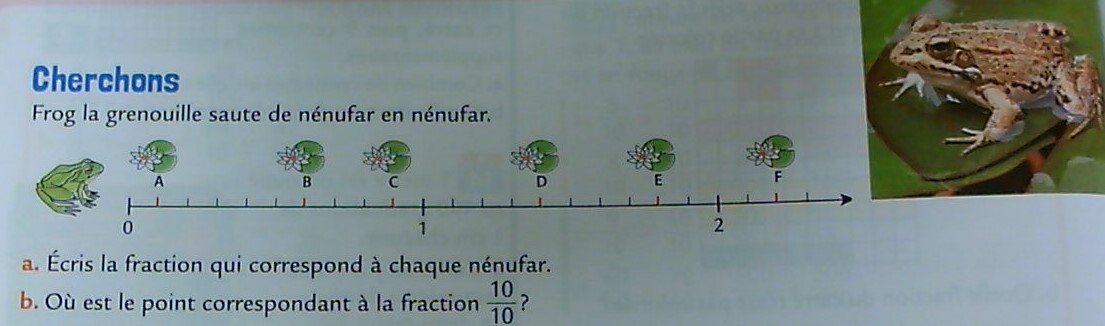 Cherchons
Frog la grenouille saute de nénufar en nénufar.
A B C D E F
0 1 2
a. Écris la fraction qui correspond à chaque nénufar.
b. Où est le point correspondant à la fraction 10/10 ?